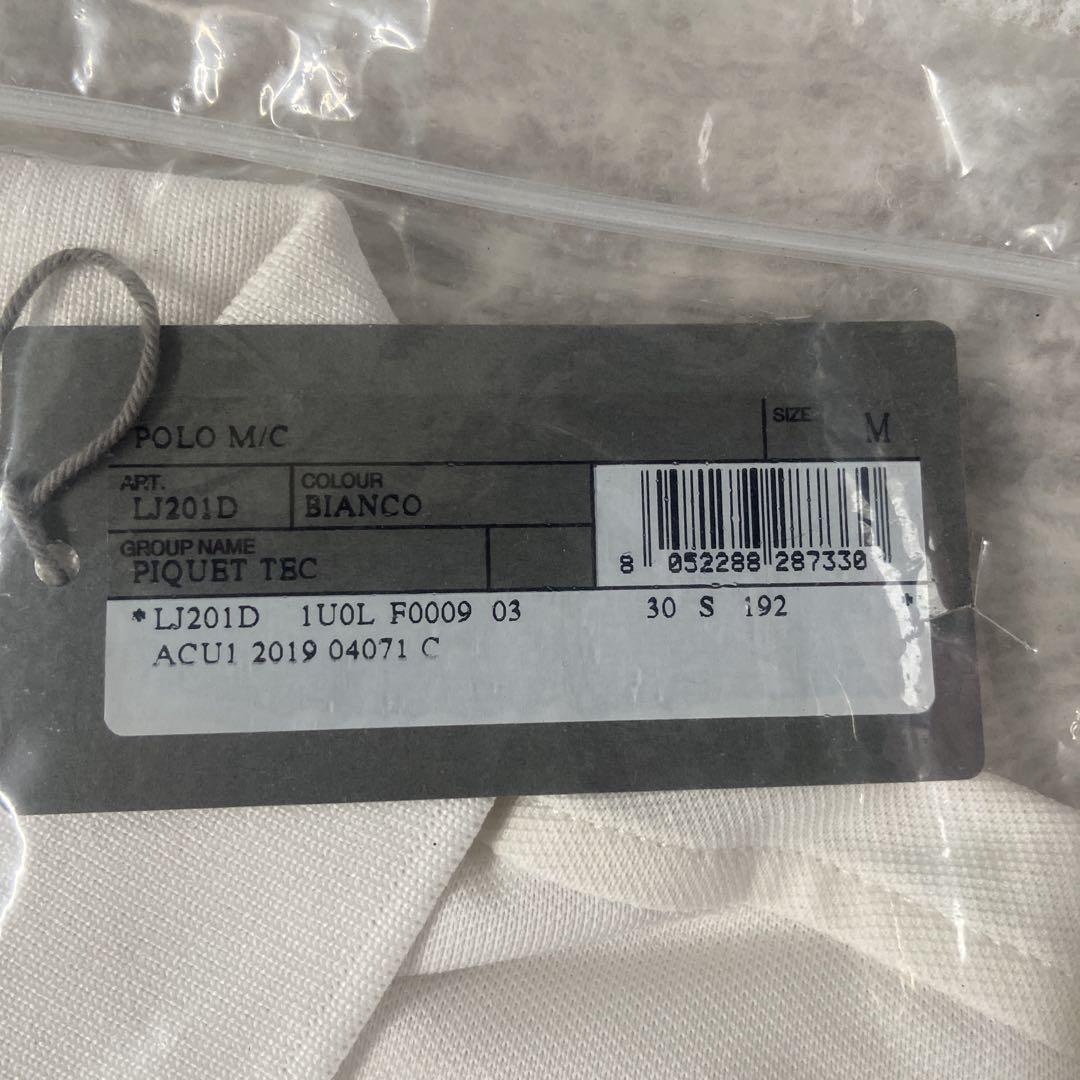 POLO M/C
SIZE M
ART. LJ201D
COLOUR BIANCO
GROUP NAME
PIQUET TEC
8 052288 287330
*LJ201D 1U0L F0009 03 30 S 192 *
ACU1 2019 04071 C